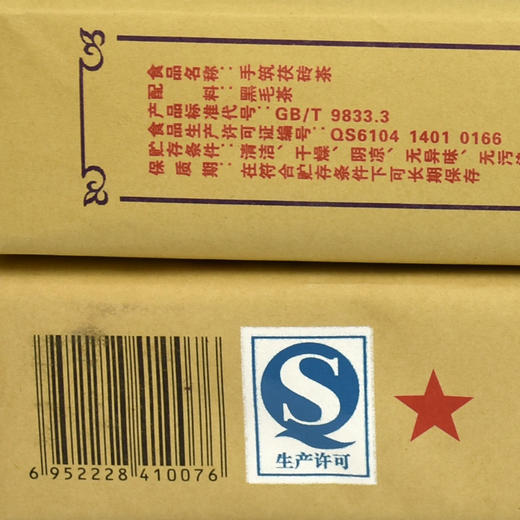 食品名称：手筑茯砖茶
配料：黑毛茶
产品标准代号：GB/T 9833.3
食品生产许可证编号：QS6104 1401 0166
贮存条件：清洁、干燥、阴凉、无异味、无污
保质期：在符合贮存条件下可长期保存
QS
生产许可
6 952228 410076